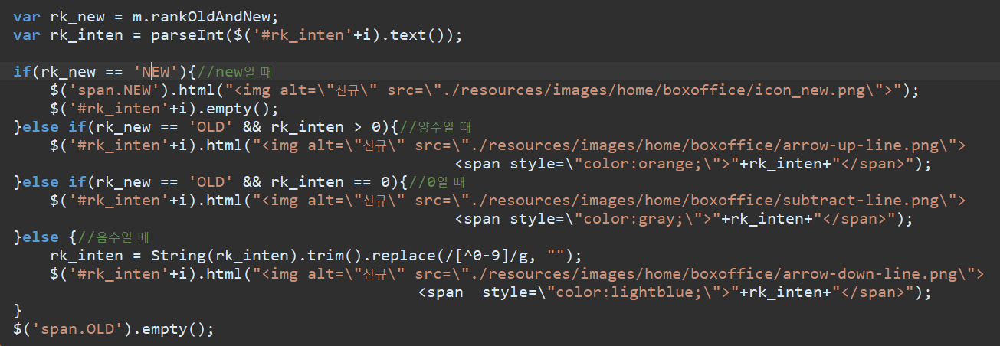 var rk_new = m.rankOldAndNew;
var rk_inten = parseInt($('#rk_inten'+i).text());
if(rk_new == 'NEW'){//new일 때
$('span.NEW').html("<img alt=\"신규\" src=\"./resources/images/home/boxoffice/icon_new.png\">");
$('#rk_inten'+i).empty();
}else if(rk_new == 'OLD' && rk_inten > 0){//양수일 때
$('#rk_inten'+i).html("<img alt=\"신규\" src=\"./resources/images/home/boxoffice/arrow-up-line.png\">
<span style=\"color:orange;\">"+rk_inten+"</span>");
}else if(rk_new == 'OLD' && rk_inten == 0){//0일 때
$('#rk_inten'+i).html("<img alt=\"신규\" src=\"./resources/images/home/boxoffice/subtract-line.png\">
<span style=\"color:gray;\">"+rk_inten+"</span>");
}else {//음수일 때
rk_inten = String(rk_inten).trim().replace(/[^0-9]/g, "");
$('#rk_inten'+i).html("<img alt=\"신규\" src=\"./resources/images/home/boxoffice/arrow-down-line.png\">
<span  style=\"color:lightblue;\">"+rk_inten+"</span>");
}
$('span.OLD').empty();